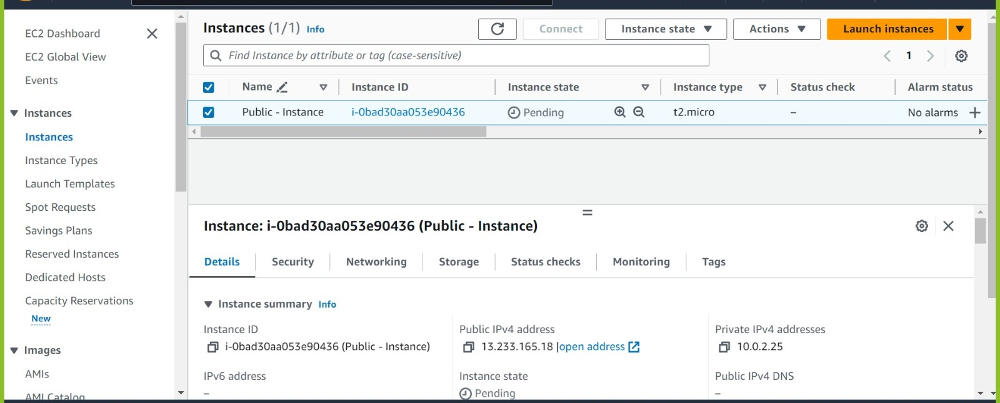 EC2 Dashboard
EC2 Global View
Events
Instances
Instances
Instance Types
Launch Templates
Spot Requests
Savings Plans
Reserved Instances
Dedicated Hosts
Capacity Reservations
New
Images
AMIs
AMI Catalog
Instances (1/1) Info
Connect
Instance state
Actions
Launch instances
Find Instance by attribute or tag (case-sensitive)
1
Name Instance ID Instance state Instance type Status check Alarm status
Public - Instance i-0bad30aa053e90436 Pending t2.micro – No alarms
Instance: i-0bad30aa053e90436 (Public - Instance)
Details Security Networking Storage Status checks Monitoring Tags
Instance summary Info
Instance ID
i-0bad30aa053e90436 (Public - Instance)
IPv6 address
–
Public IPv4 address
13.233.165.18 |open address
Instance state
Pending
Private IPv4 addresses
10.0.2.25
Public IPv4 DNS
–